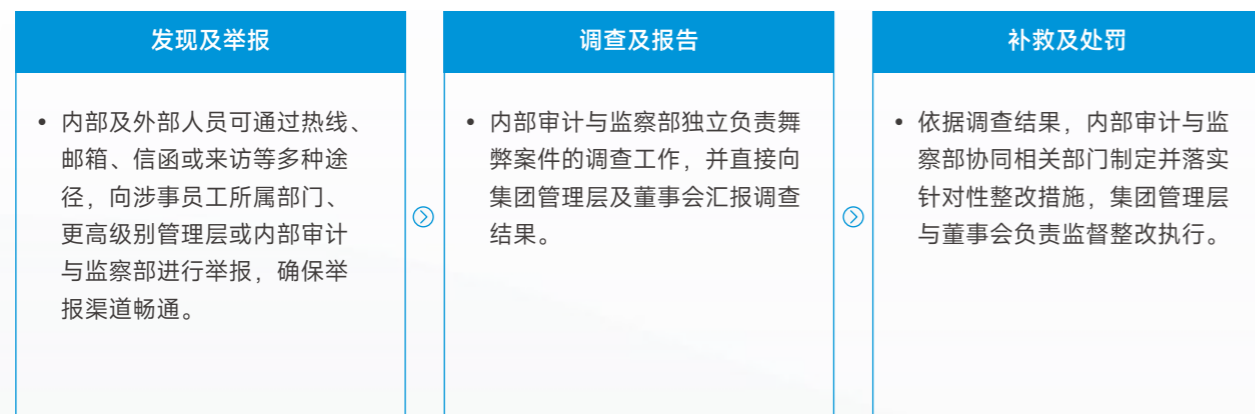 发现及举报
• 内部及外部人员可通过热线、
邮箱、信函或来访等多种途
径，向涉事员工所属部门、
更高级别管理层或内部审计
与监察部进行举报，确保举
报渠道畅通。
调查及报告
• 内部审计与监察部独立负责舞
弊案件的调查工作，并直接向
集团管理层及董事会汇报调查
结果。
补救及处罚
• 依据调查结果，内部审计与监
察部协同相关部门制定并落实
针对性整改措施，集团管理层
与董事会负责监督整改执行。